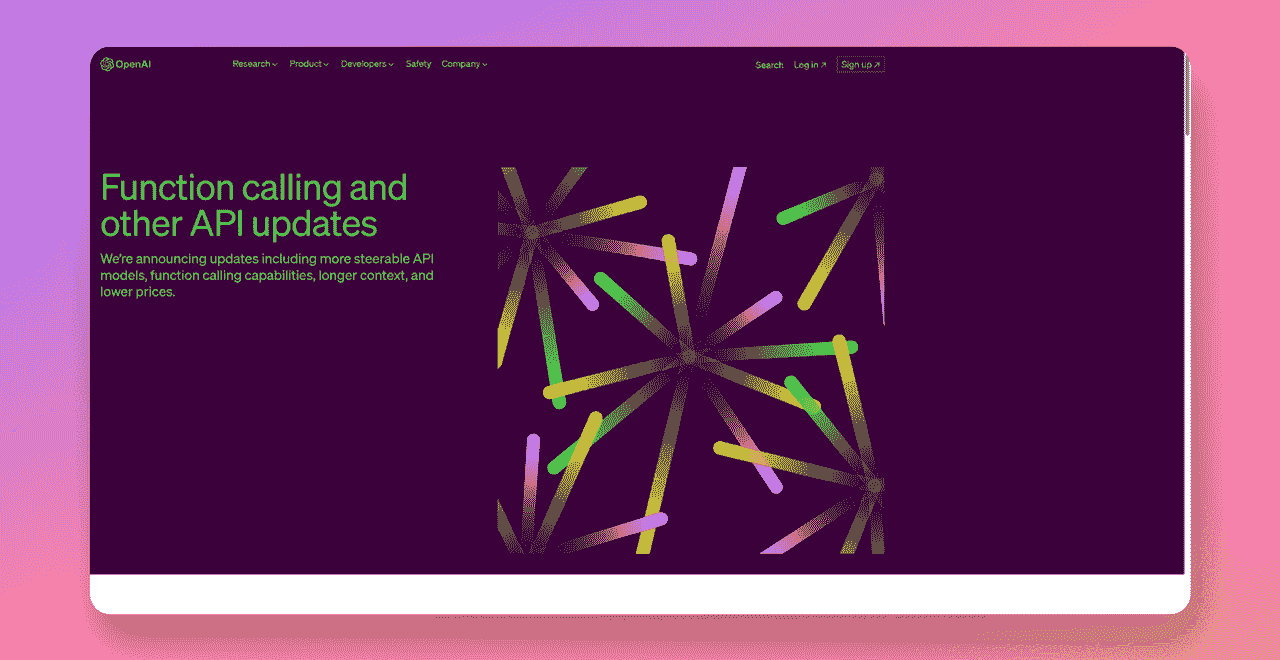 OpenAI
Research Product Developers Safety Company
Search Log in ↗ Sign up ↗
Function calling and
other API updates
We're announcing updates including more steerable API
models, function calling capabilities, longer context, and
lower prices.